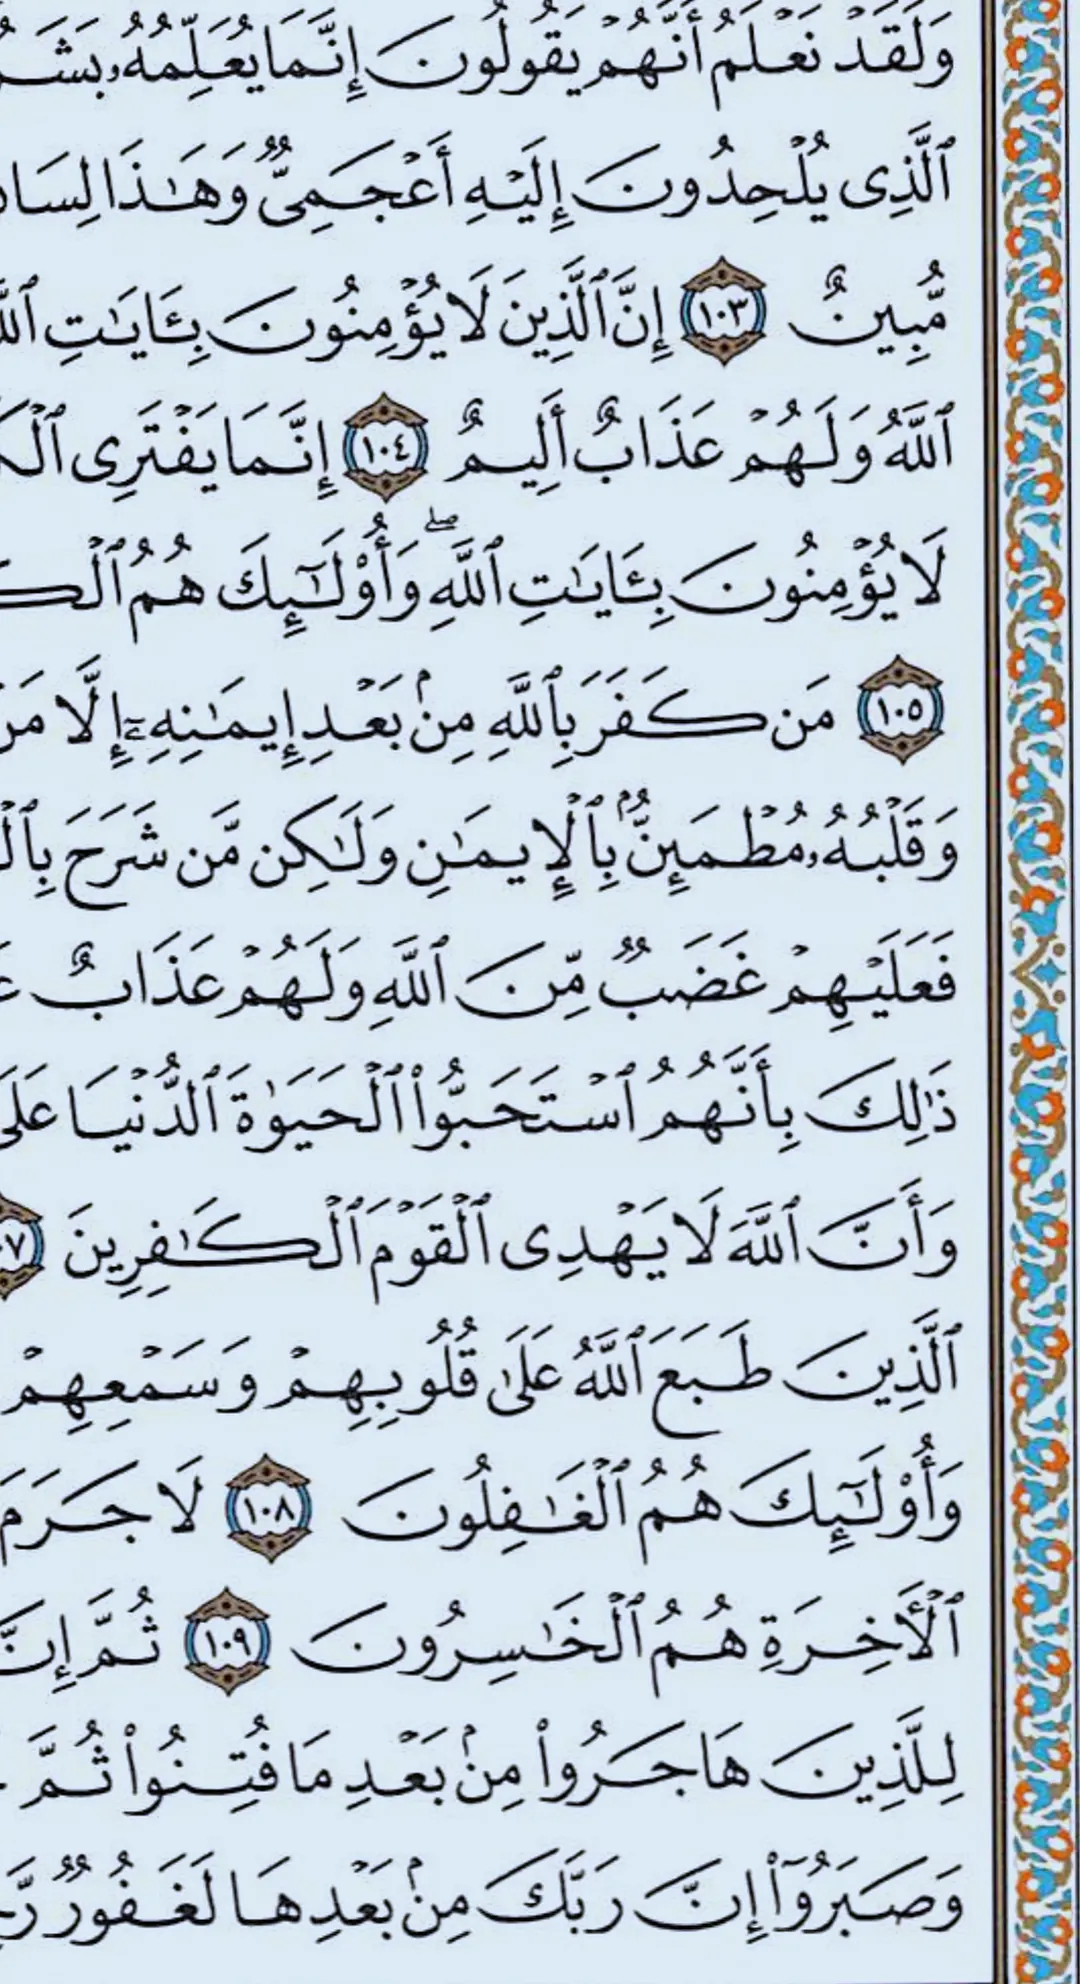 وَلَقَدۡ نَعۡلَمُ أَنَّهُمۡ يَقُولُونَ إِنَّمَا يُعَلِّمُهُۥ بَشَرٞ
ٱلَّذِي يُلۡحِدُونَ إِلَيۡهِ أَعۡجَمِيّٞ وَهَٰذَا لِسَا
مُّبِينٌ ١٠٣ إِنَّ ٱلَّذِينَ لَا يُؤۡمِنُونَ بِـَٔايَٰتِ ٱللَّ
ٱللَّهُ وَلَهُمۡ عَذَابٌ أَلِيمٌ ١٠٤ إِنَّمَا يَفۡتَرِي ٱلۡكَ
لَا يُؤۡمِنُونَ بِـَٔايَٰتِ ٱللَّهِۖ وَأُوْلَٰٓئِكَ هُمُ ٱلۡكَ
١٠٥ مَن كَفَرَ بِٱللَّهِ مِنۢ بَعۡدِ إِيمَٰنِهِۦٓ إِلَّا مَنۡ
وَقَلۡبُهُۥ مُطۡمَئِنُّۢ بِٱلۡإِيمَٰنِ وَلَٰكِن مَّن شَرَحَ بِٱلۡ
فَعَلَيۡهِمۡ غَضَبٞ مِّنَ ٱللَّهِ وَلَهُمۡ عَذَابٌ عَ
ذَٰلِكَ بِأَنَّهُمُ ٱسۡتَحَبُّواْ ٱلۡحَيَوٰةَ ٱلدُّنۡيَا عَلَى
وَأَنَّ ٱللَّهَ لَا يَهۡدِي ٱلۡقَوۡمَ ٱلۡكَٰفِرِينَ ٠٧
ٱلَّذِينَ طَبَعَ ٱللَّهُ عَلَىٰ قُلُوبِهِمۡ وَسَمۡعِهِمۡ
وَأُوْلَٰٓئِكَ هُمُ ٱلۡغَٰفِلُونَ ١٠٨ لَا جَرَمَ
ٱلۡأٓخِرَةِ هُمُ ٱلۡخَٰسِرُونَ ١٠٩ ثُمَّ إِنَّ
لِلَّذِينَ هَاجَرُواْ مِنۢ بَعۡدِ مَا فُتِنُواْ ثُمَّ
وَصَبَرُوٓاْ إِنَّ رَبَّكَ مِنۢ بَعۡدِهَا لَغَفُورٞ رَّحِ